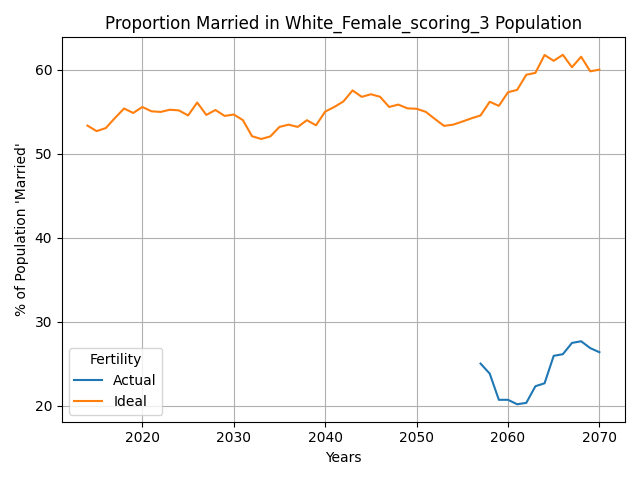 Proportion Married in White_Female_scoring_3 Population
% of Population 'Married'
60
50
40
30
20
Fertility
Actual
Ideal
2020 2030 2040 2050 2060 2070
Years